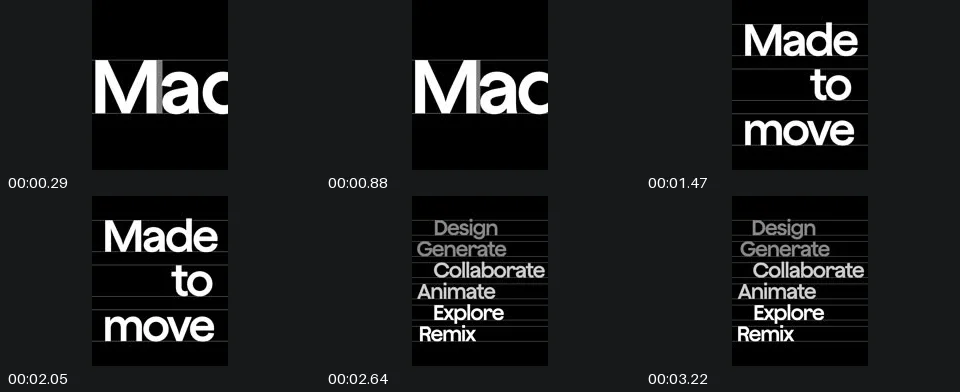 Mac
00:00.29
Mac
00:00.88
Made
to
move
00:01.47
Made
to
move
00:02.05
Design
Generate
Collaborate
Animate
Explore
Remix
00:02.64
Design
Generate
Collaborate
Animate
Explore
Remix
00:03.22